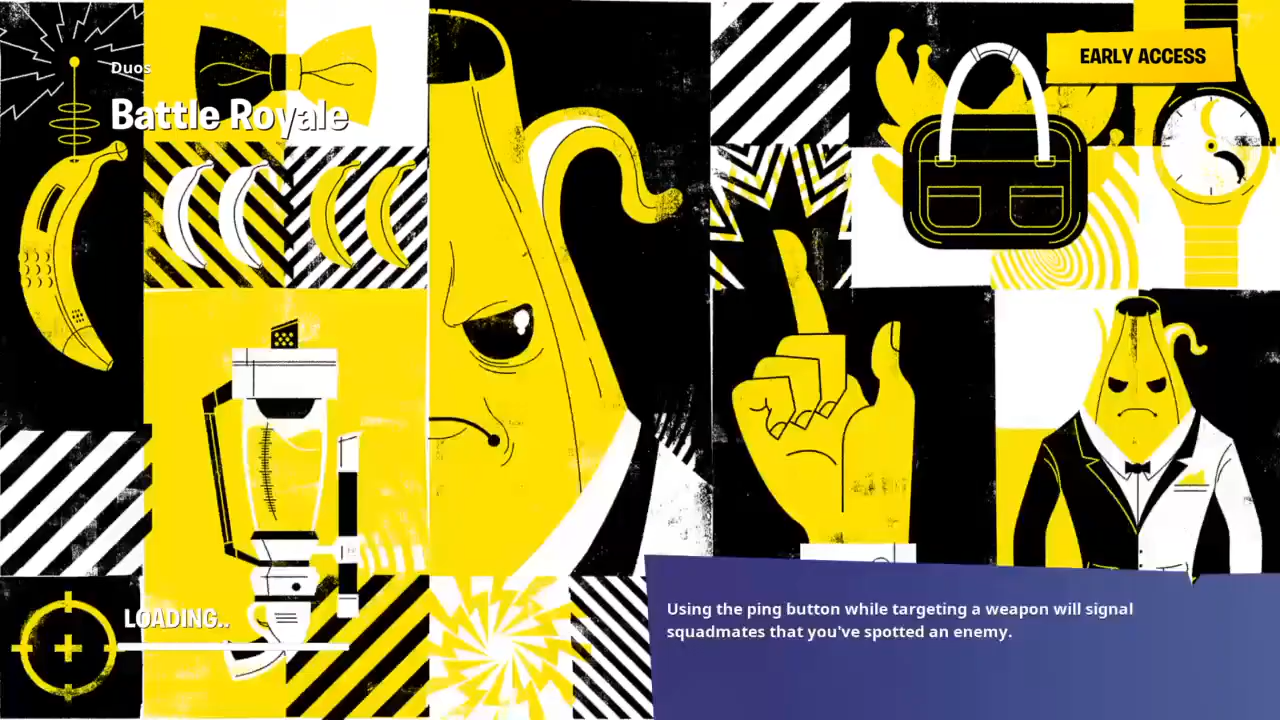 Duos
Battle Royale
EARLY ACCESS
LOADING..
Using the ping button while targeting a weapon will signal
squadmates that you've spotted an enemy.